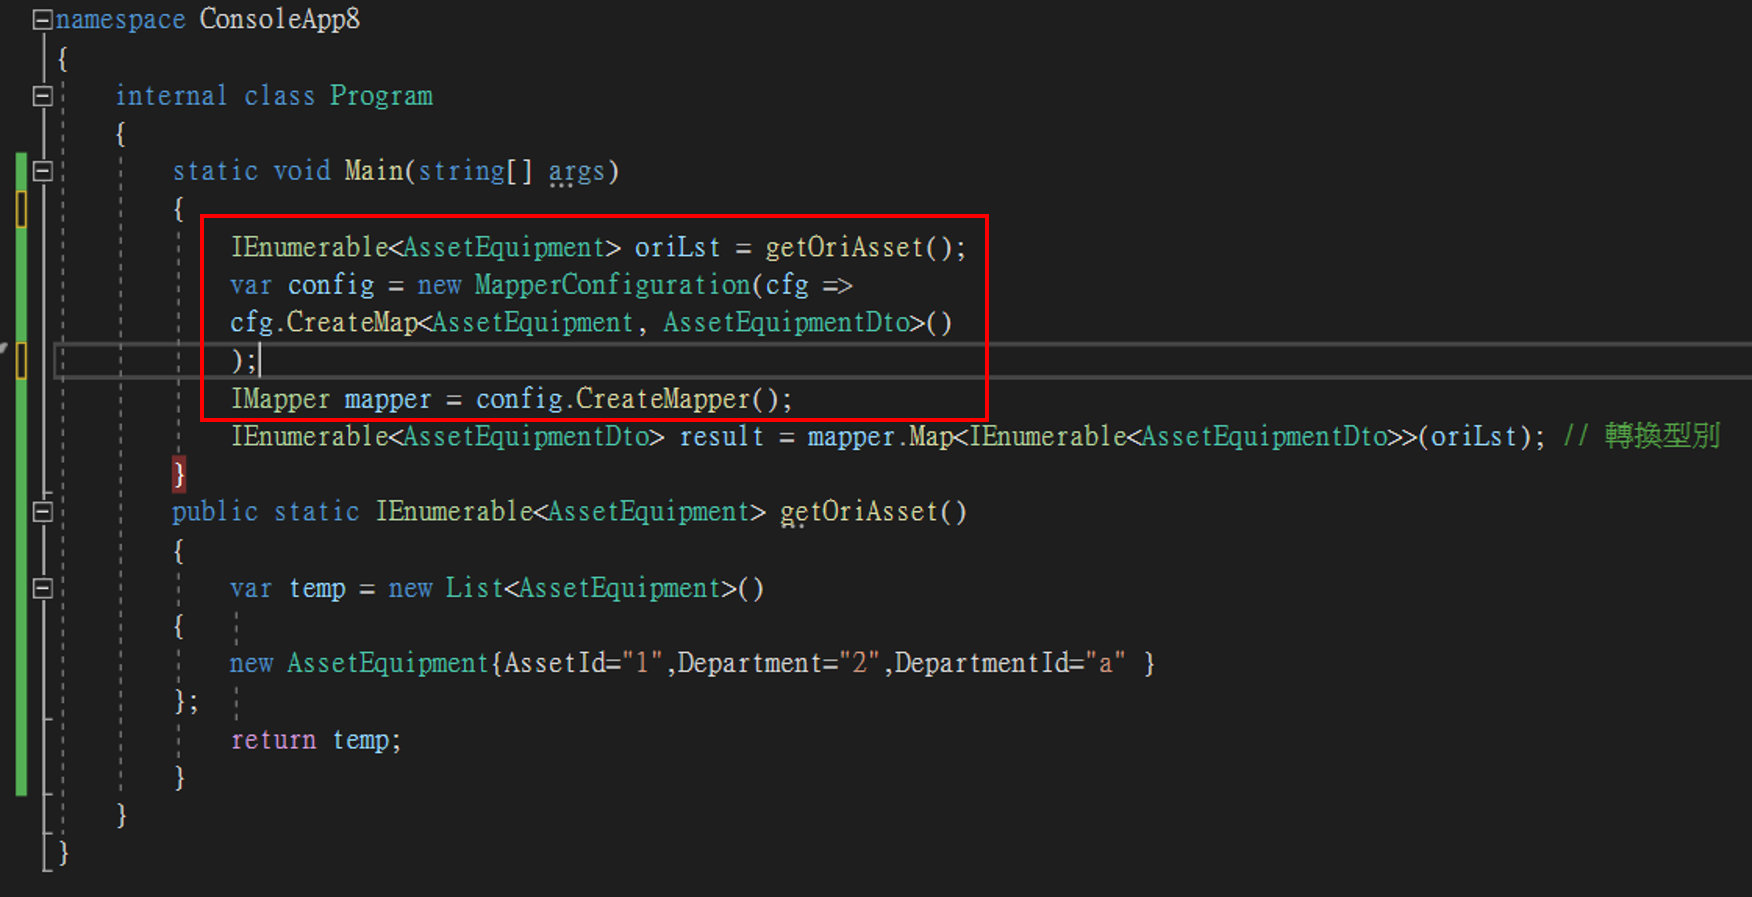 namespace ConsoleApp8
{
internal class Program
{
static void Main(string[] args)
{
IEnumerable<AssetEquipment> oriLst = getOriAsset();
var config = new MapperConfiguration(cfg =>
cfg.CreateMap<AssetEquipment, AssetEquipmentDto>()
);
IMapper mapper = config.CreateMapper();
IEnumerable<AssetEquipmentDto> result = mapper.Map<IEnumerable<AssetEquipmentDto>>(oriLst); // 轉換型別
}
public static IEnumerable<AssetEquipment> getOriAsset()
{
var temp = new List<AssetEquipment>()
{
new AssetEquipment{AssetId="1",Department="2",DepartmentId="a" }
};
return temp;
}
}
}